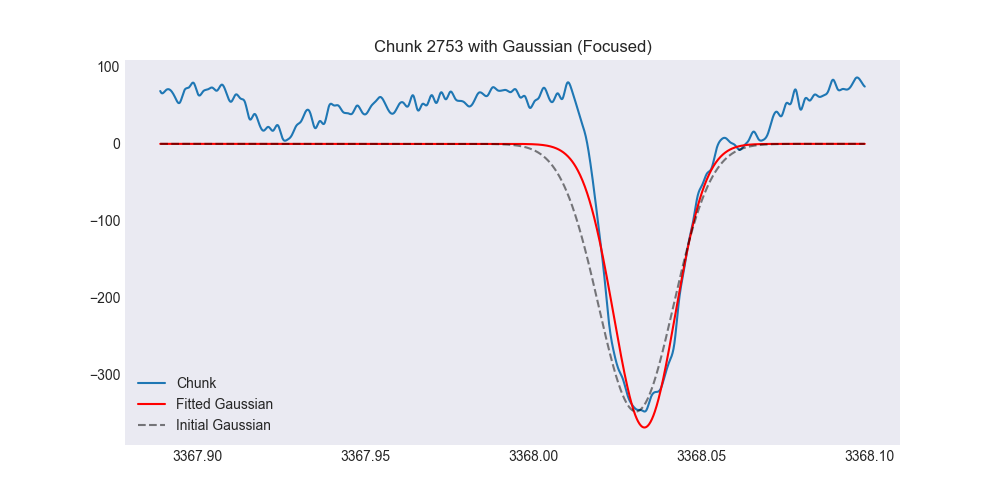 Chunk 2753 with Gaussian (Focused)
100
0
−100
−200
−300
Chunk
Fitted Gaussian
Initial Gaussian
3367.90 3367.95 3368.00 3368.05 3368.10